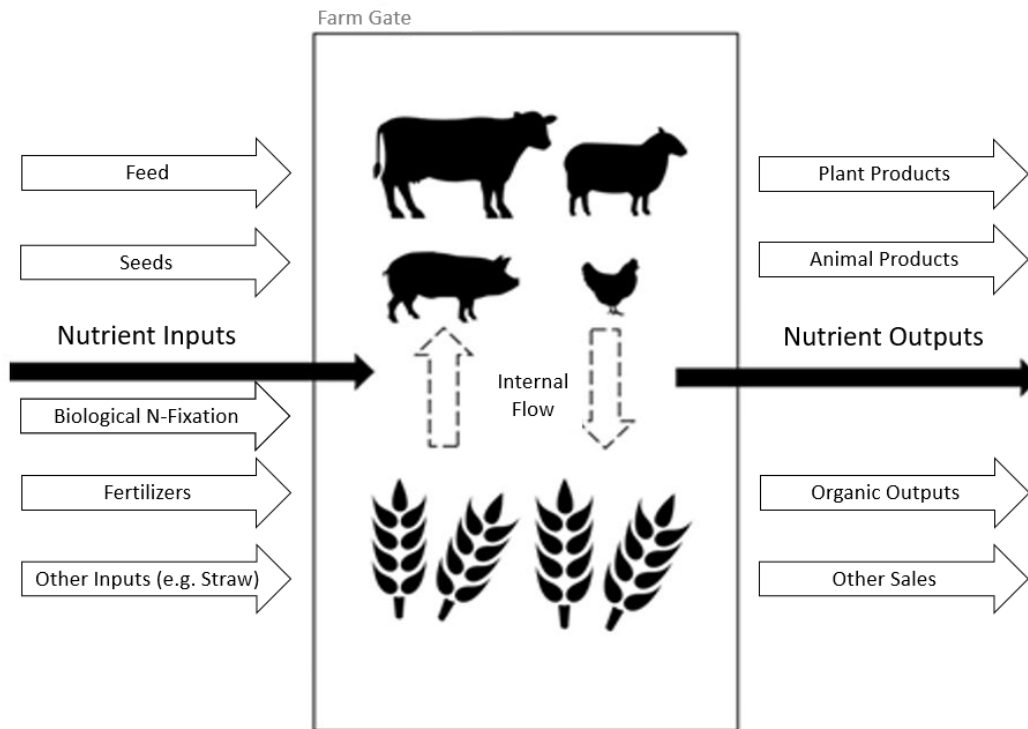 Farm Gate
Feed
Seeds
Nutrient Inputs
Biological N-Fixation
Fertilizers
Other Inputs (e.g. Straw)
Internal
Flow
Plant Products
Animal Products
Nutrient Outputs
Organic Outputs
Other Sales